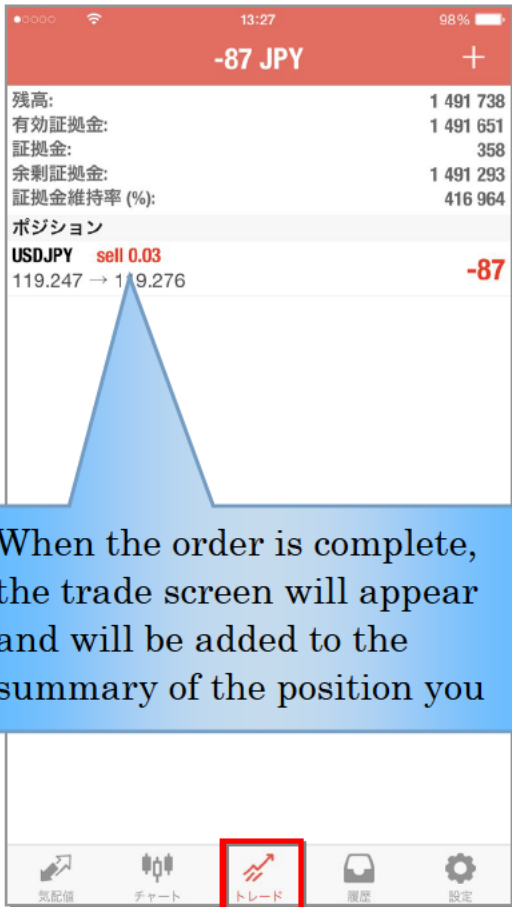 13:27
98%
-87 JPY
+
残高: 1 491 738
有効証拠金: 1 491 651
証拠金: 358
余剰証拠金: 1 491 293
証拠金維持率 (%): 416 964
ポジション
USDJPY sell 0.03
119.247 → 119.276
-87
When the order is complete,
the trade screen will appear
and will be added to the
summary of the position you
気配値 チャート トレード 履歴 設定